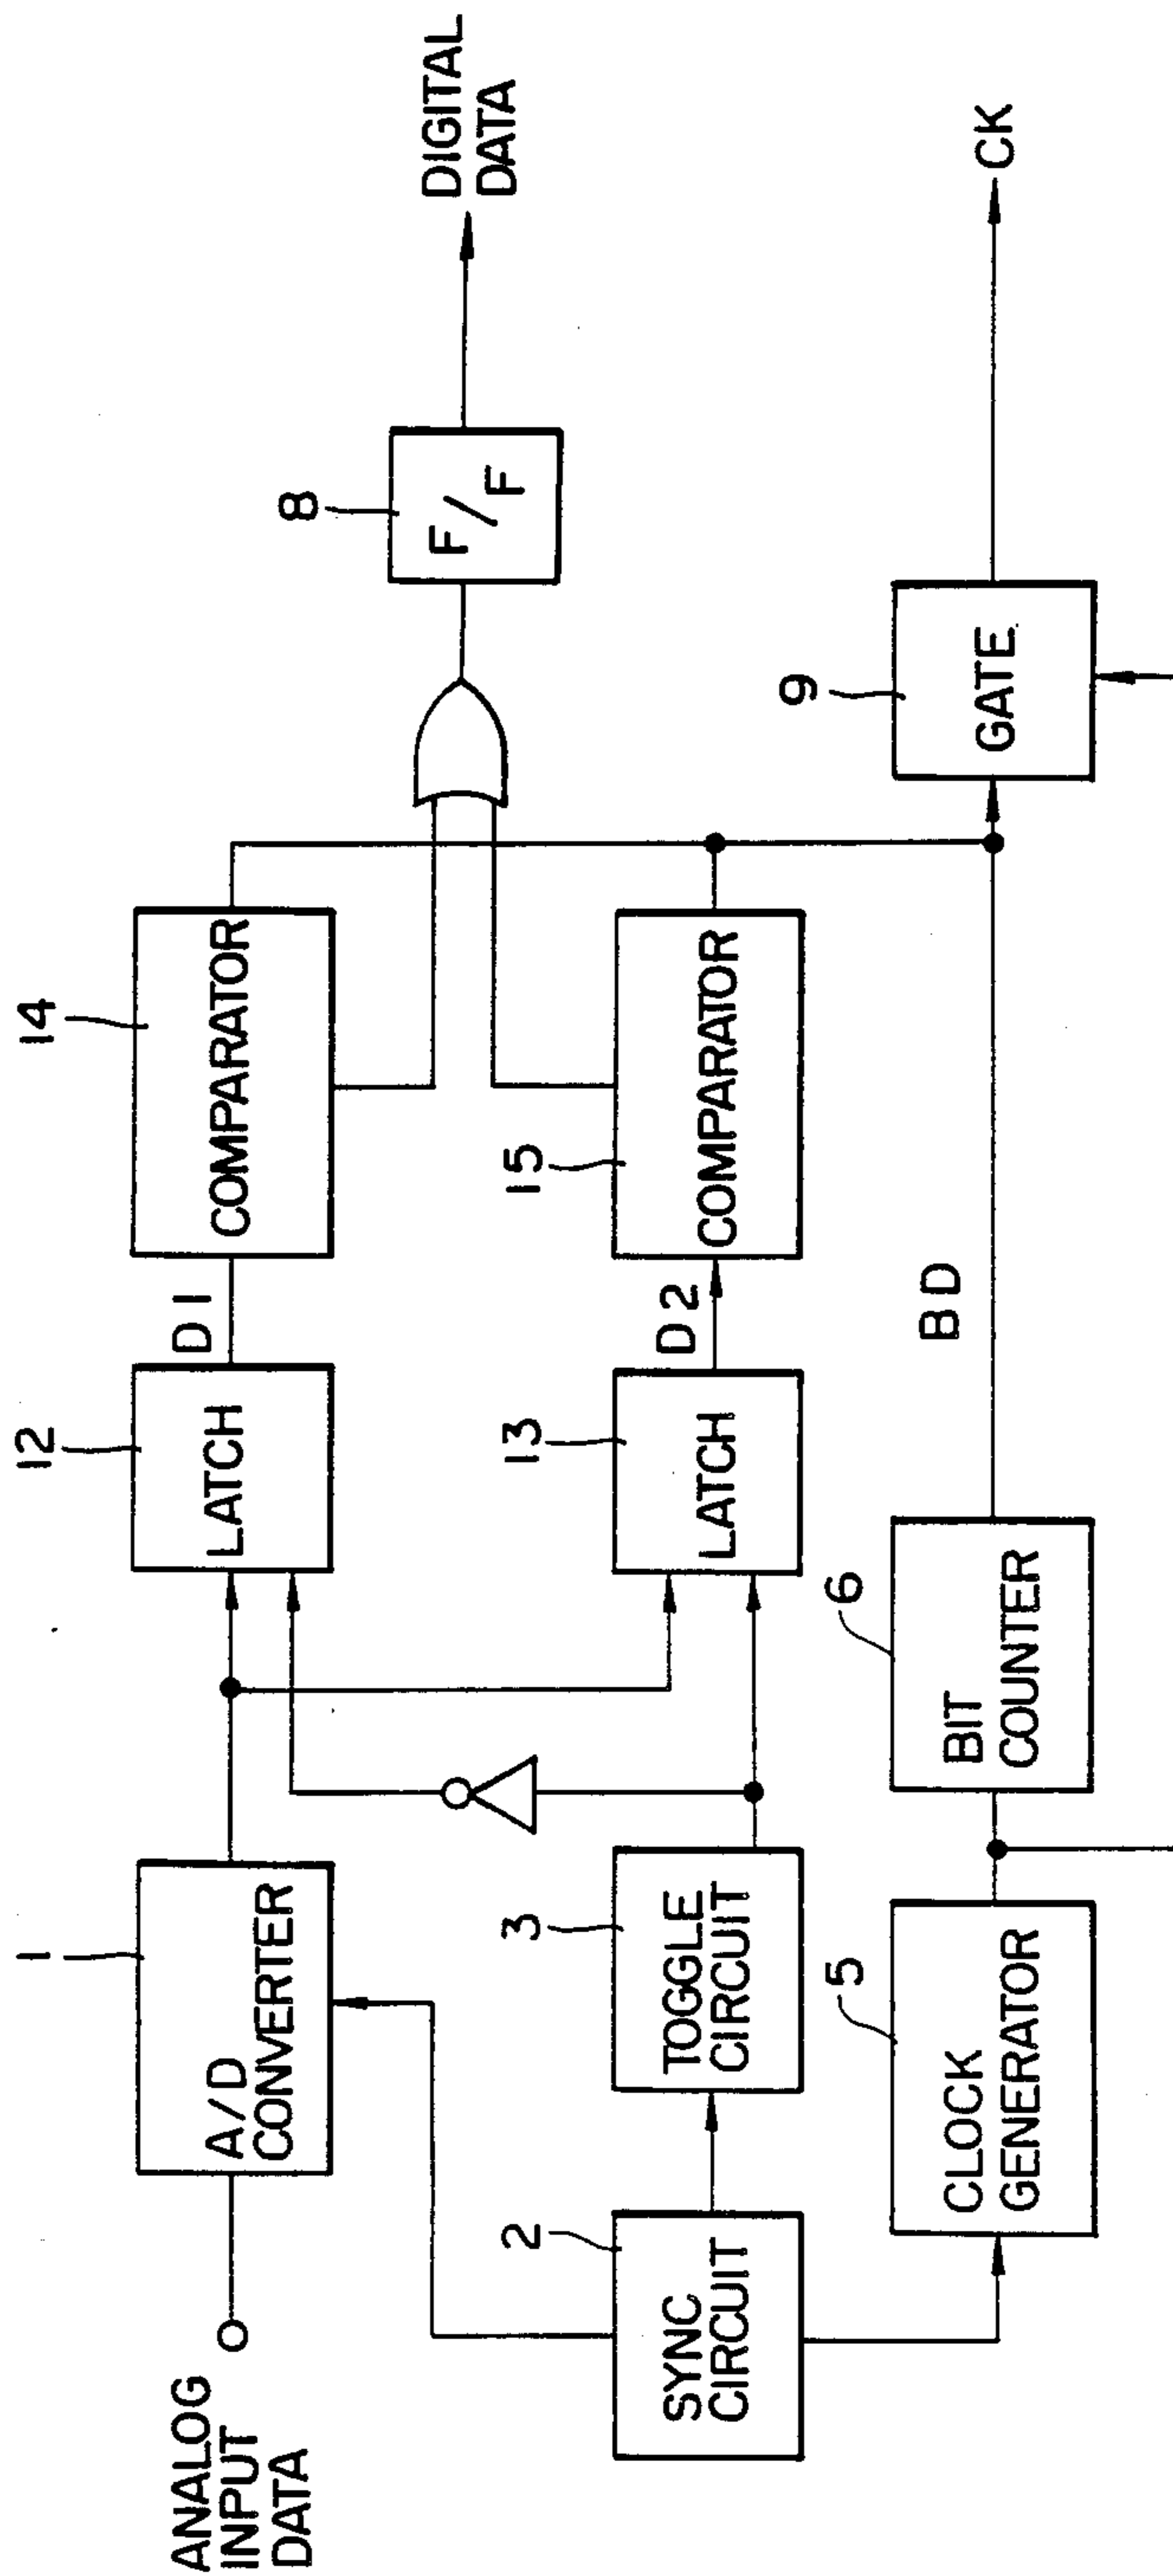 1
12
14
A/D
CONVERTER
LATCH
D1
COMPARATOR
ANALOG
INPUT
DATA
8
F/F
DIGITAL
DATA
2
3
13
15
SYNC
CIRCUIT
TOGGLE
CIRCUIT
LATCH
D2
COMPARATOR
5
6
9
CLOCK
GENERATOR
BIT
COUNTER
BD
GATE
CK